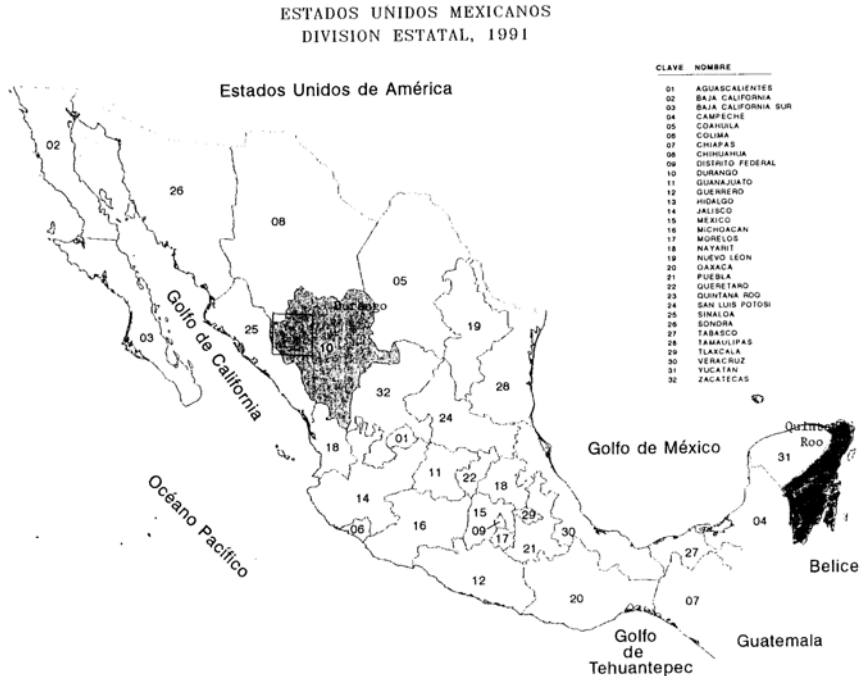 ESTADOS UNIDOS MEXICANOS
DIVISION ESTATAL, 1991
CLAVE NOMBRE
01 AGUASCALIENTES
02 BAJA CALIFORNIA
03 BAJA CALIFORNIA SUR
04 CAMPECHE
05 COAHUILA
06 COLIMA
07 CHIAPAS
08 CHIHUAHUA
09 DISTRITO FEDERAL
10 DURANGO
11 GUANAJUATO
12 GUERRERO
13 HIDALGO
14 JALISCO
15 MEXICO
16 MICHOACAN
17 MORELOS
18 NAYARIT
19 NUEVO LEON
20 OAXACA
21 PUEBLA
22 QUERETARO
23 QUINTANA ROO
24 SAN LUIS POTOSI
25 SINALOA
26 SONORA
27 TABASCO
28 TAMAULIPAS
29 TLAXCALA
30 VERACRUZ
31 YUCATAN
32 ZACATECAS
Estados Unidos de América
02
26
08
05
Durango
Golfo de California
25
10
19
03
32
28
24
18
01
Golfo de México
Roo
31
11
22
18
14
Océano Pacífico
15
29
04
06
16
09
17
30
21
27
Belice
12
20
07
Golfo
de
Tehuantepec
Guatemala